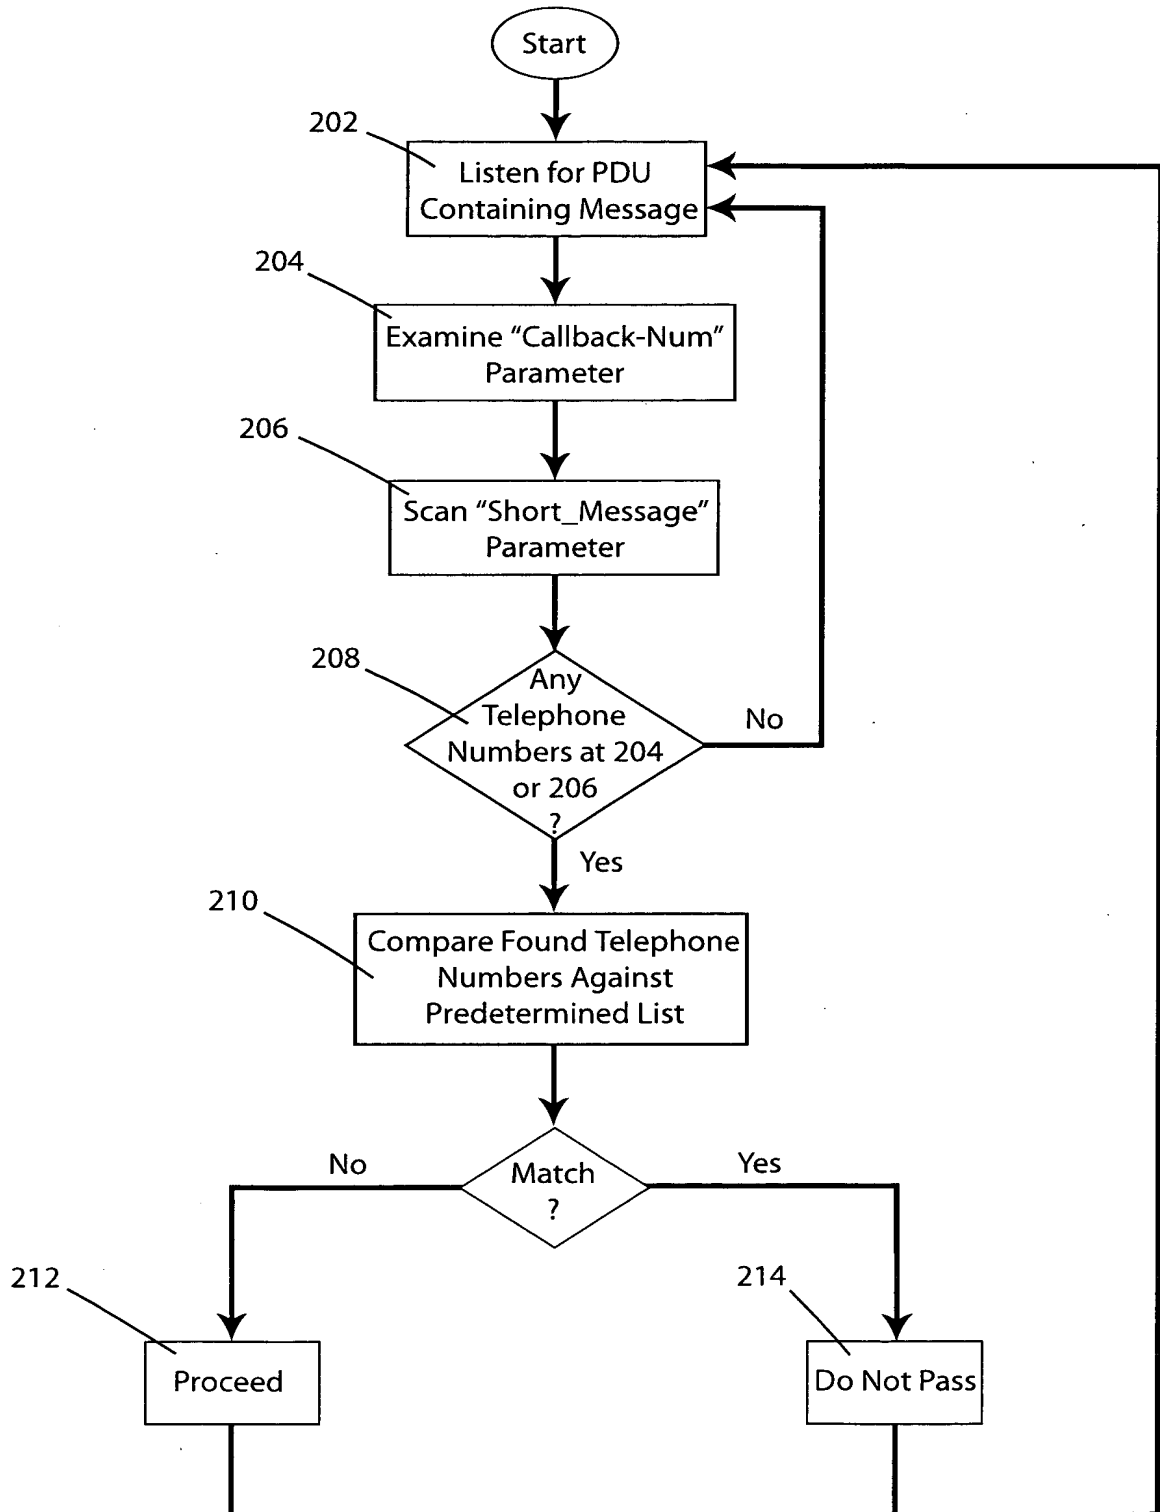 Start
202
Listen for PDU
Containing Message
204
Examine “Callback-Num”
Parameter
206
Scan “Short_Message”
Parameter
208
Any
Telephone
Numbers at 204
or 206
?
No
Yes
210
Compare Found Telephone
Numbers Against
Predetermined List
Match
?
No
Yes
212
Proceed
214
Do Not Pass